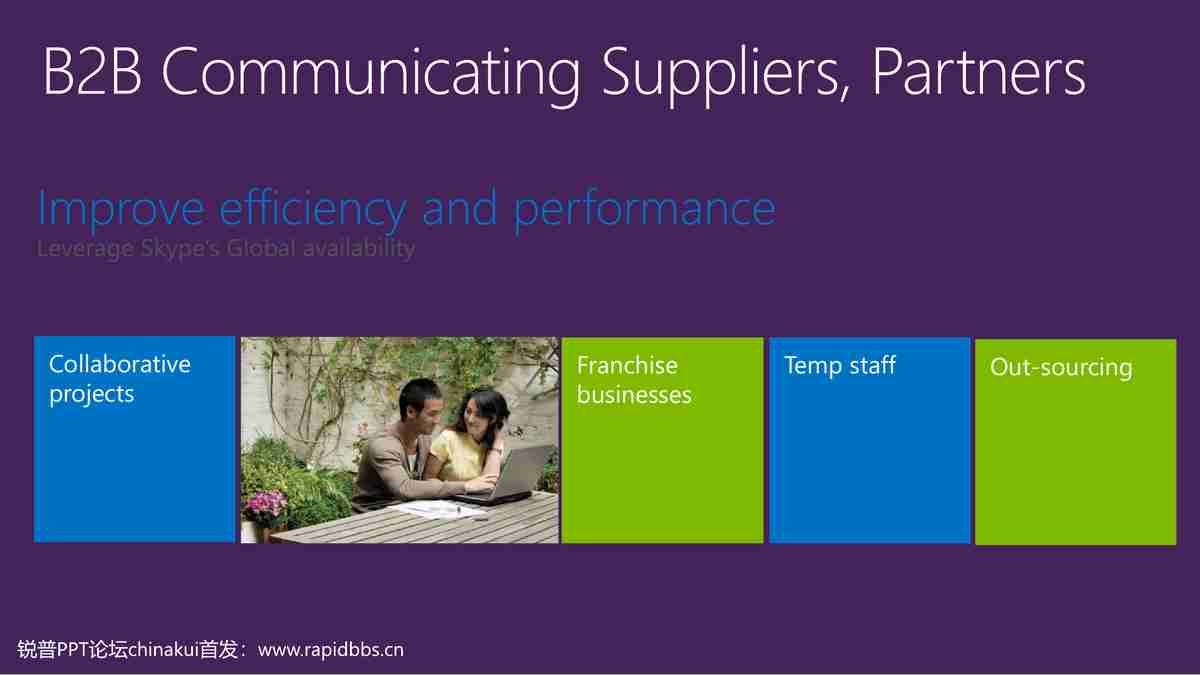 B2B Communicating Suppliers, Partners
Improve efficiency and performance
Leverage Skype's Global availability
Collaborative
projects
Franchise
businesses
Temp staff
Out-sourcing
锐普PPT论坛chinakui首发：www.rapidbbs.cn